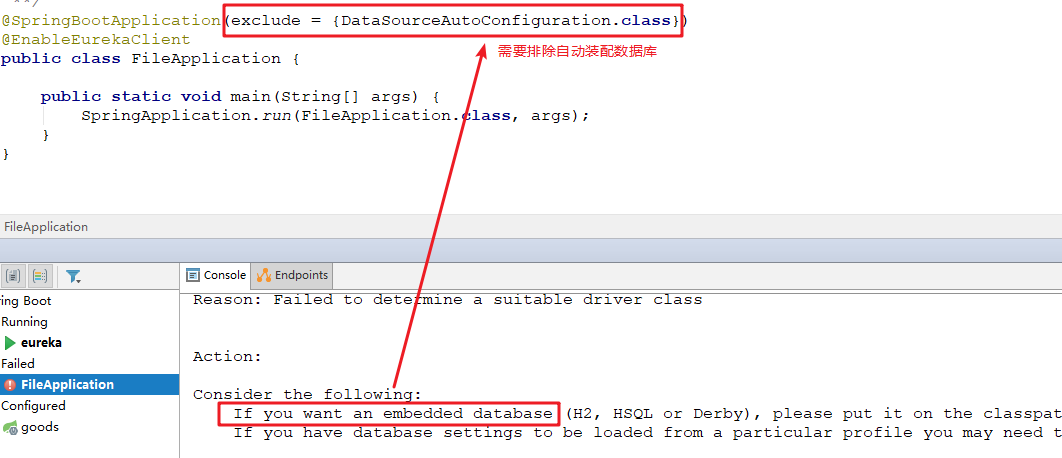 **/
@SpringBootApplication(exclude = {DataSourceAutoConfiguration.class})
@EnableEurekaClient
需要排除自动装配数据库
public class FileApplication {
public static void main(String[] args) {
SpringApplication.run(FileApplication.class, args);
}
}
FileApplication
Console
Endpoints
ring Boot
Running
eureka
Failed
FileApplication
Configured
goods
Reason: Failed to determine a suitable driver class
Action:
Consider the following:
If you want an embedded database (H2, HSQL or Derby), please put it on the classpat
If you have database settings to be loaded from a particular profile you may need t